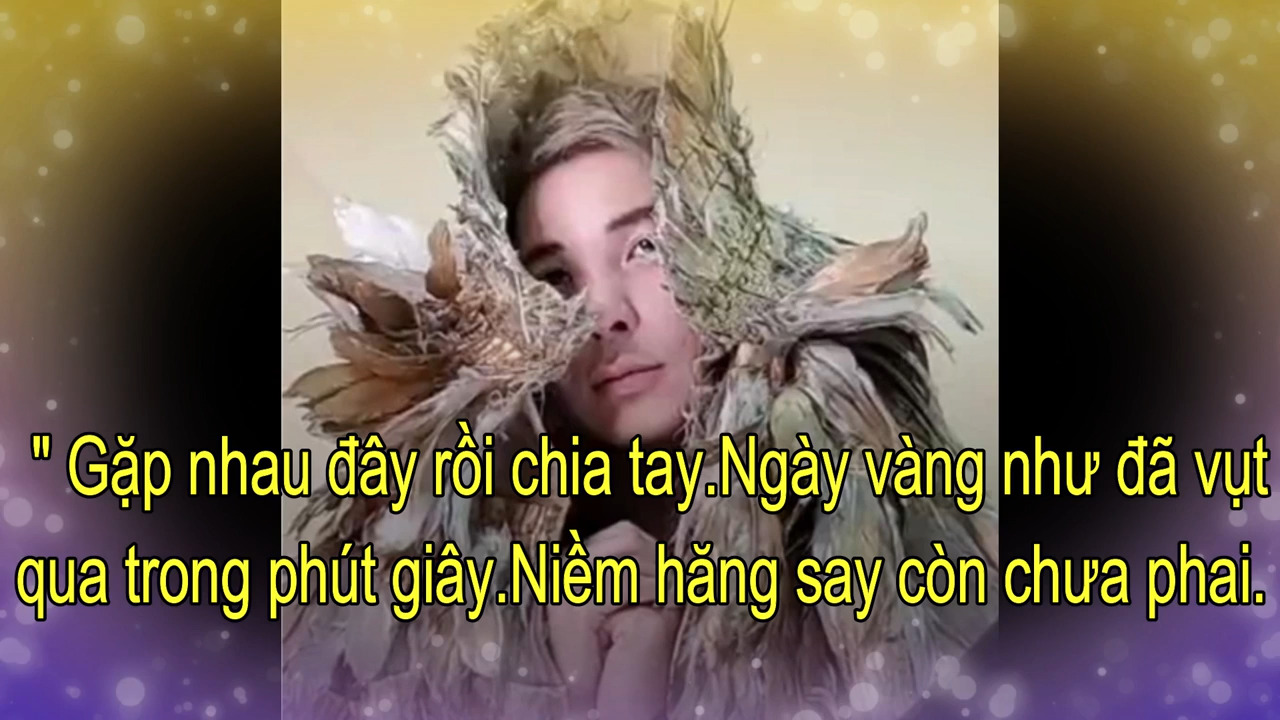 " Gặp nhau đây rồi chia tay.Ngày vàng như đã vụt
qua trong phút giây.Niềm hăng say còn chưa phai.